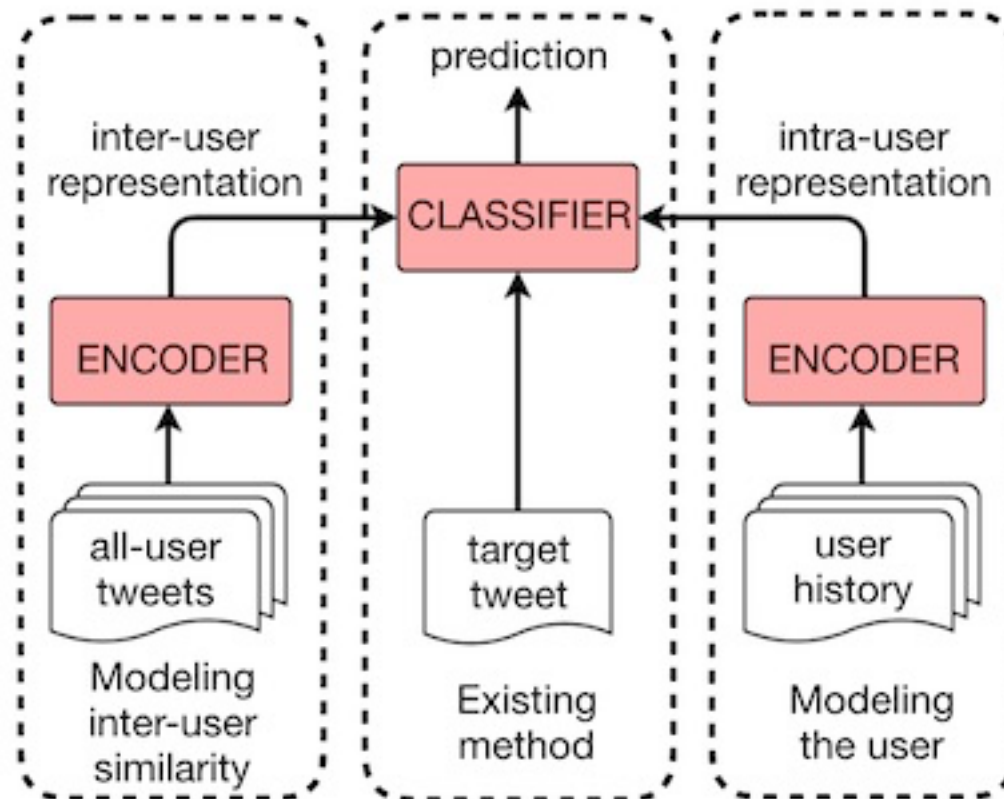 inter-user
representation
ENCODER
all-user
tweets
Modeling
inter-user
similarity
prediction
CLASSIFIER
target
tweet
Existing
method
intra-user
representation
ENCODER
user
history
Modeling
the user